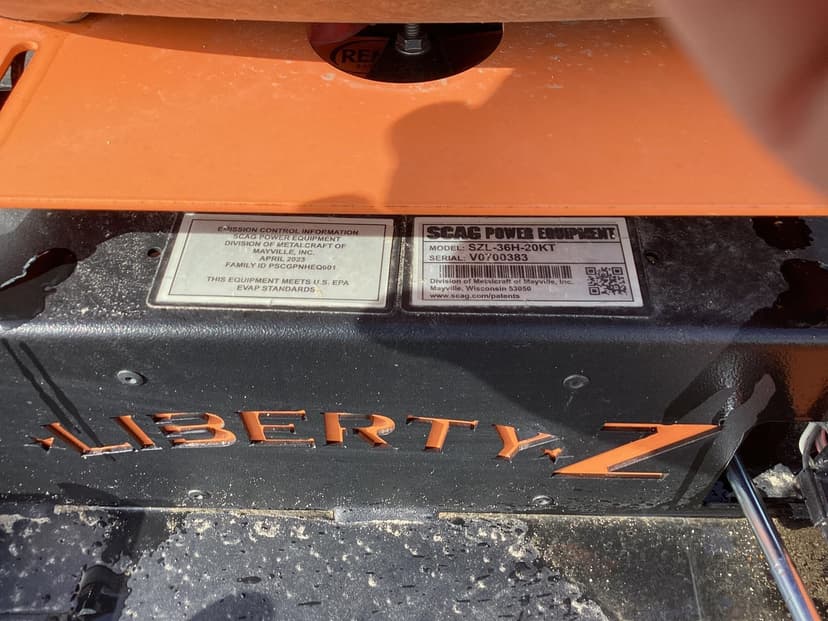 REM
EMISSION CONTROL INFORMATION
SCAG POWER EQUIPMENT
DIVISION OF METALCRAFT OF
MAYVILLE, INC.
APRIL 2023
FAMILY ID PSCGPNHEQ601
THIS EQUIPMENT MEETS U.S. EPA
EVAP STANDARDS
SCAG POWER EQUIPMENT
MODEL: SZL-36H-20KT
SERIAL: V0700383
Division of Metalcraft of Mayville, Inc.
Mayville, Wisconsin 53050
www.scag.com/patents
LIBERTY Z